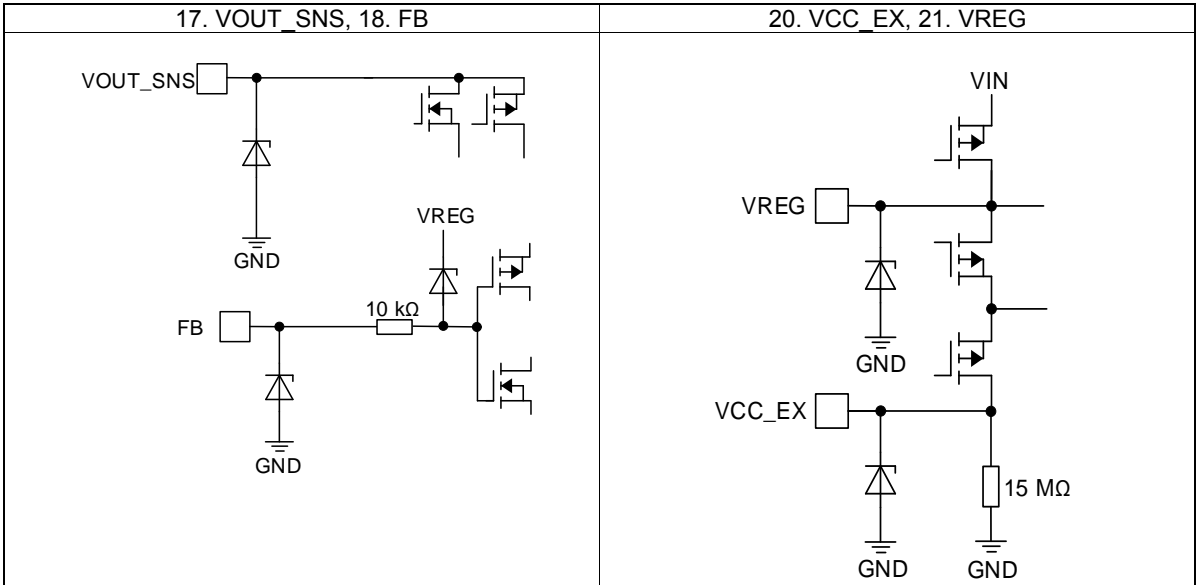 17. VOUT_SNS, 18. FB
20. VCC_EX, 21. VREG
VOUT_SNS
GND
VREG
10 kΩ
FB
GND
VIN
VREG
GND
VCC_EX
15 MΩ
GND
GND